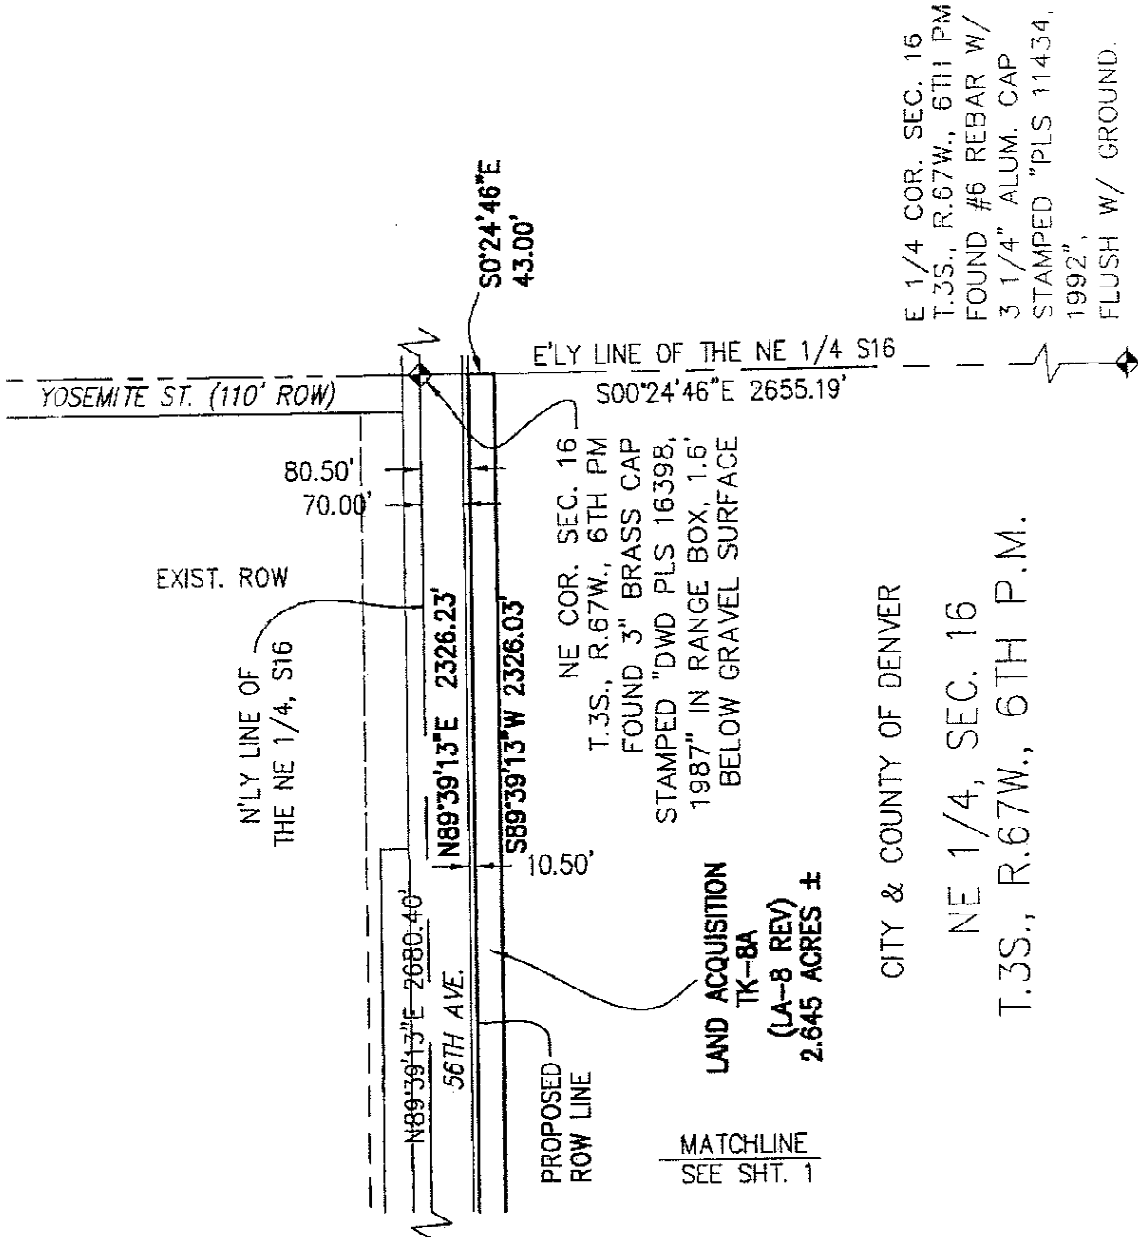 YOSEMITE ST. (110' ROW)
80.50'
70.00'
EXIST. ROW
N'LY LINE OF
THE NE 1/4, S16
S0°24'46"E
43.00'
E'LY LINE OF THE NE 1/4 S16
S00°24'46"E 2655.19'
N89°39'13"E 2326.23'
S89°39'13"W 2326.03'
N89°39'13"E 2680.40'
56TH AVE.
10.50'
NE COR. SEC. 16
T.3S., R.67W., 6TH PM
FOUND 3" BRASS CAP
STAMPED "DWD PLS 16398,
1987" IN RANGE BOX, 1.5'
BELOW GRAVEL SURFACE
E 1/4 COR. SEC. 16
T.3S., R.67W., 6TH PM
FOUND #6 REBAR W/
3 1/4" ALUM. CAP
STAMPED "PLS 11434,
1992",
FLUSH W/ GROUND.
PROPOSED
ROW LINE
LAND ACQUISITION
TK-8A
(LA-8 REV)
2.645 ACRES ±
MATCHLINE
SEE SHT. 1
CITY & COUNTY OF DENVER
NE 1/4, SEC. 16
T.3S., R.67W., 6TH P.M.